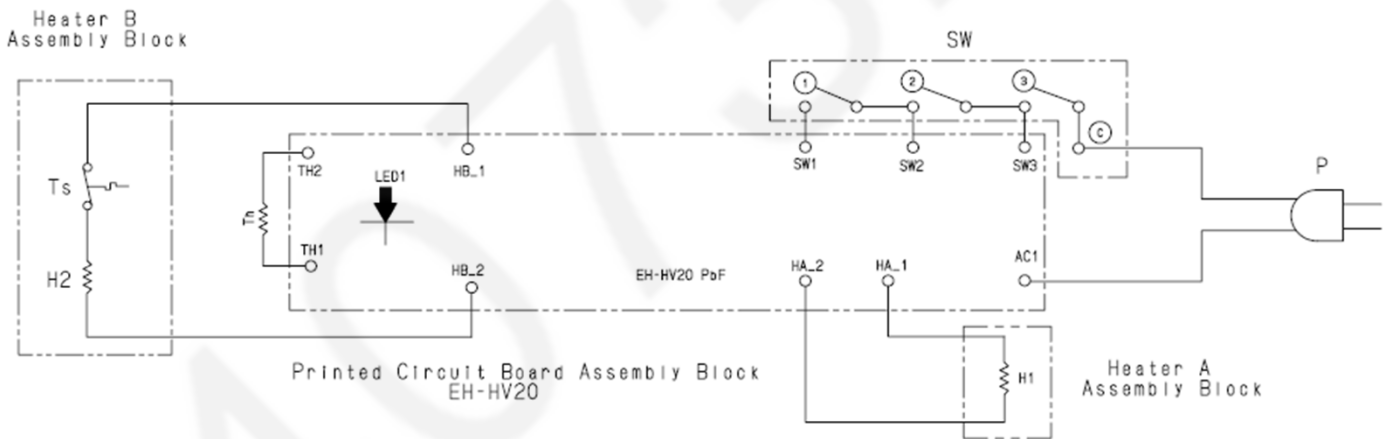 Heater B
Assembly Block
SW
1
2
3
C
SW1
SW2
SW3
P
Ts
H2
Th
TH2
TH1
LED1
HB_1
HB_2
EH-HV20 PbF
HA_2
HA_1
AC1
H1
Printed Circuit Board Assembly Block
EH-HV20
Heater A
Assembly Block